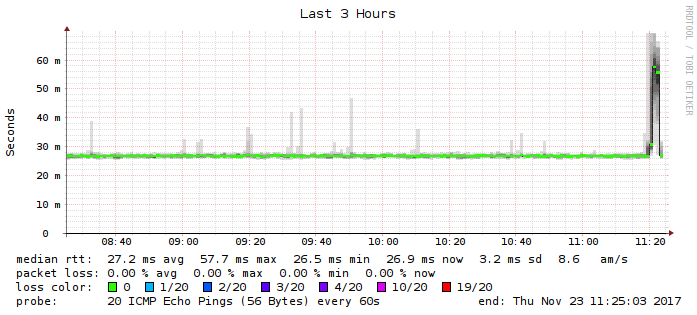 Last 3 Hours
RRDTOOL / TOBI OETIKER
Seconds
60 m
50 m
40 m
30 m
20 m
10 m
0
08:40 09:00 09:20 09:40 10:00 10:20 10:40 11:00 11:20
median rtt: 27.2 ms avg 57.7 ms max 26.5 ms min 26.9 ms now 3.2 ms sd 8.6 am/s
packet loss: 0.00 % avg 0.00 % max 0.00 % min 0.00 % now
loss color: 0 1/20 2/20 3/20 4/20 10/20 19/20
probe: 20 ICMP Echo Pings (56 Bytes) every 60s end: Thu Nov 23 11:25:03 2017